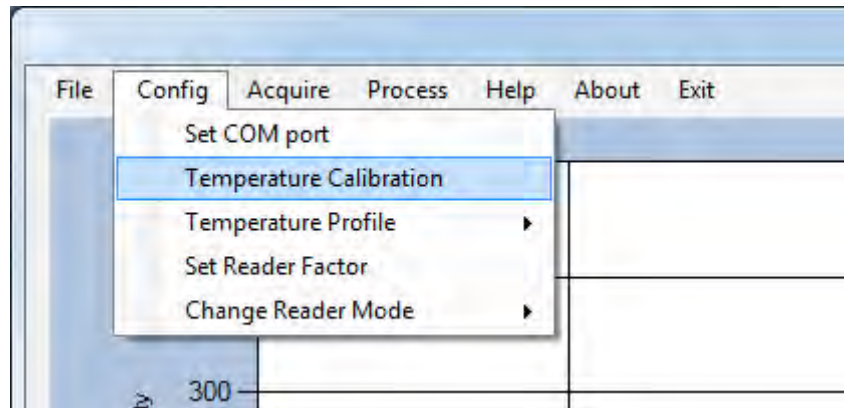 File Config Acquire Process Help About Exit
Set COM port
Temperature Calibration
Temperature Profile
Set Reader Factor
Change Reader Mode
300